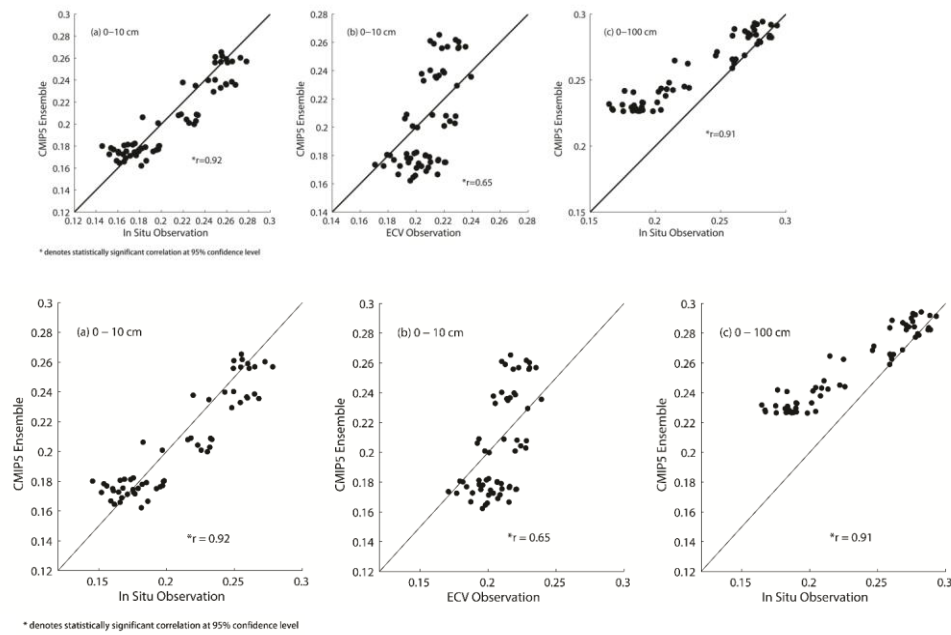 (a) 0−10 cm
CMIP5 Ensemble
0.3
0.28
0.26
0.24
0.22
0.2
0.18
0.16
0.14
0.12
*r=0.92
0.12 0.14 0.16 0.18 0.20 0.22 0.24 0.26 0.28 0.3
In Situ Observation
(b) 0−10 cm
CMIP5 Ensemble
0.28
0.26
0.24
0.22
0.2
0.18
0.16
0.14
*r=0.65
0.14 0.16 0.18 0.2 0.22 0.24 0.26 0.28
ECV Observation
(c) 0−100 cm
CMIP5 Ensemble
0.3
0.25
0.2
0.15
*r=0.91
0.15 0.2 0.25 0.3
In Situ Observation
* denotes statistically significant correlation at 95% confidence level
(a) 0 − 10 cm
CMIP5 Ensemble
0.3
0.28
0.26
0.24
0.22
0.2
0.18
0.16
0.14
0.12
*r = 0.92
0.15 0.2 0.25 0.3
In Situ Observation
(b) 0 − 10 cm
CMIP5 Ensemble
0.3
0.28
0.26
0.24
0.22
0.2
0.18
0.16
0.14
0.12
*r = 0.65
0.15 0.2 0.25 0.3
ECV Observation
(c) 0 − 100 cm
CMIP5 Ensemble
0.3
0.28
0.26
0.24
0.22
0.2
0.18
0.16
0.14
0.12
*r = 0.91
0.15 0.2 0.25 0.3
In Situ Observation
* denotes statistically significant correlation at 95% confidence level